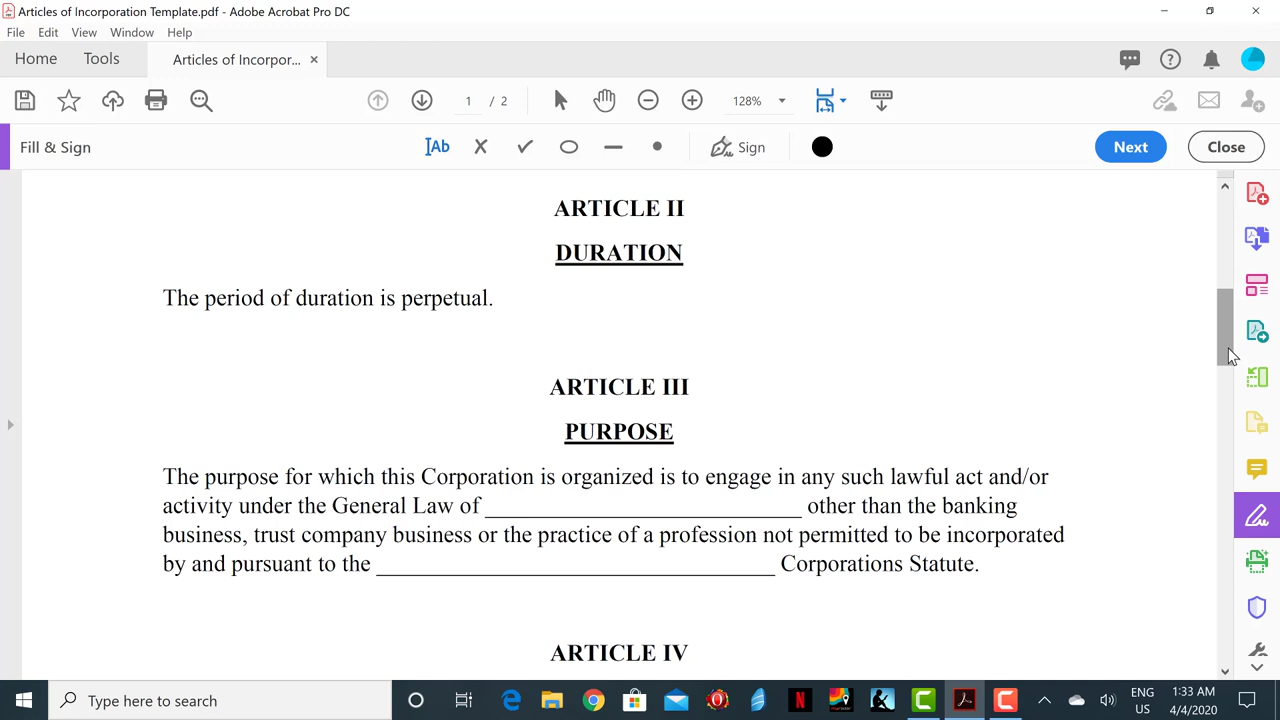 Articles of Incorporation Template.pdf - Adobe Acrobat Pro DC
File Edit View Window Help
Home Tools Articles of Incorpor... ×
1 / 2 128%
Fill & Sign Ab Sign Next Close
ARTICLE II
DURATION
The period of duration is perpetual.
ARTICLE III
PURPOSE
The purpose for which this Corporation is organized is to engage in any such lawful act and/or
activity under the General Law of ____________________________ other than the banking
business, trust company business or the practice of a profession not permitted to be incorporated
by and pursuant to the ___________________________________ Corporations Statute.
ARTICLE IV
Type here to search
ENG
US
1:33 AM
4/4/2020